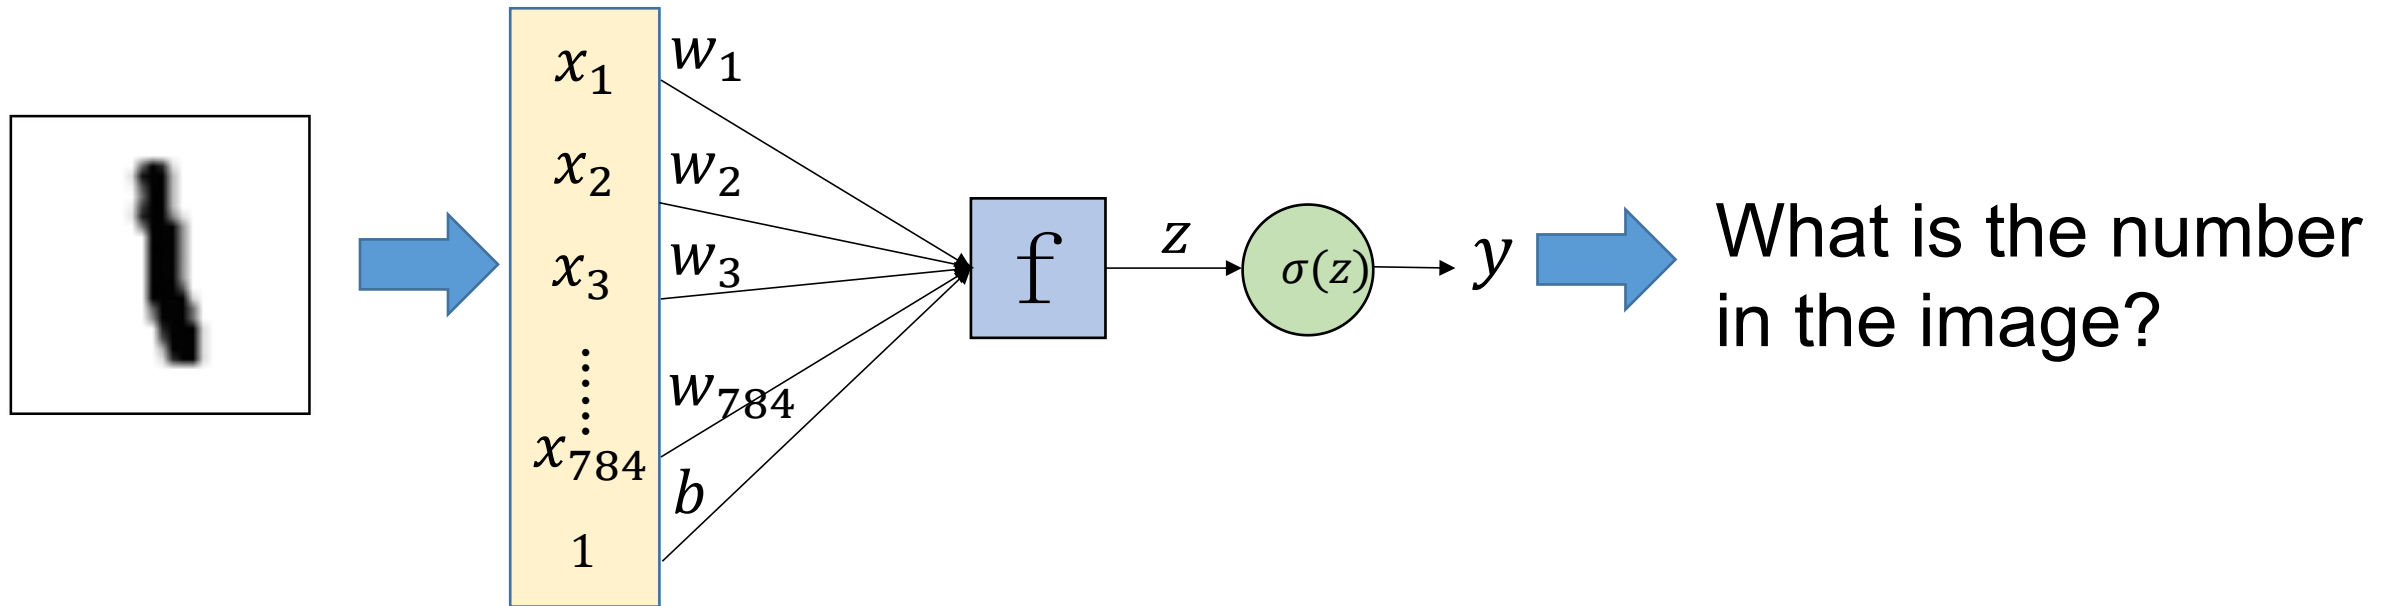 x₁
w₁
x₂
w₂
x₃
w₃
⋮
x₇₈₄
w₇₈₄
b
1
f
z
σ(z)
y
What is the number
in the image?